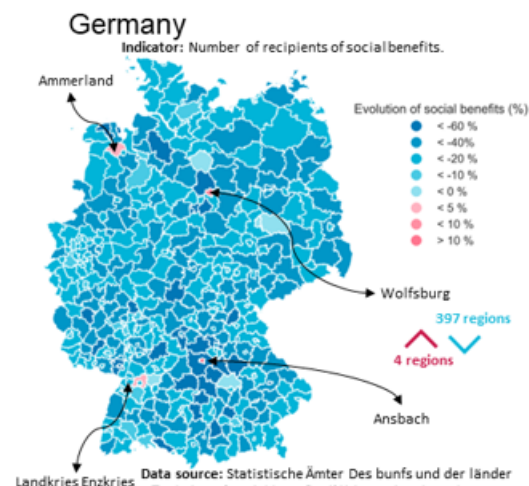 Germany
Indicator: Number of recipients of social benefits.
Ammerland
Evolution of social benefits (%)
< -60 %
< -40%
< -20 %
< -10 %
< 0 %
< 5 %
< 10 %
> 10 %
Wolfsburg
397 regions
4 regions
Ansbach
Landkries Enzkries
Data source: Statistische Ämter Des bunfs und der länder